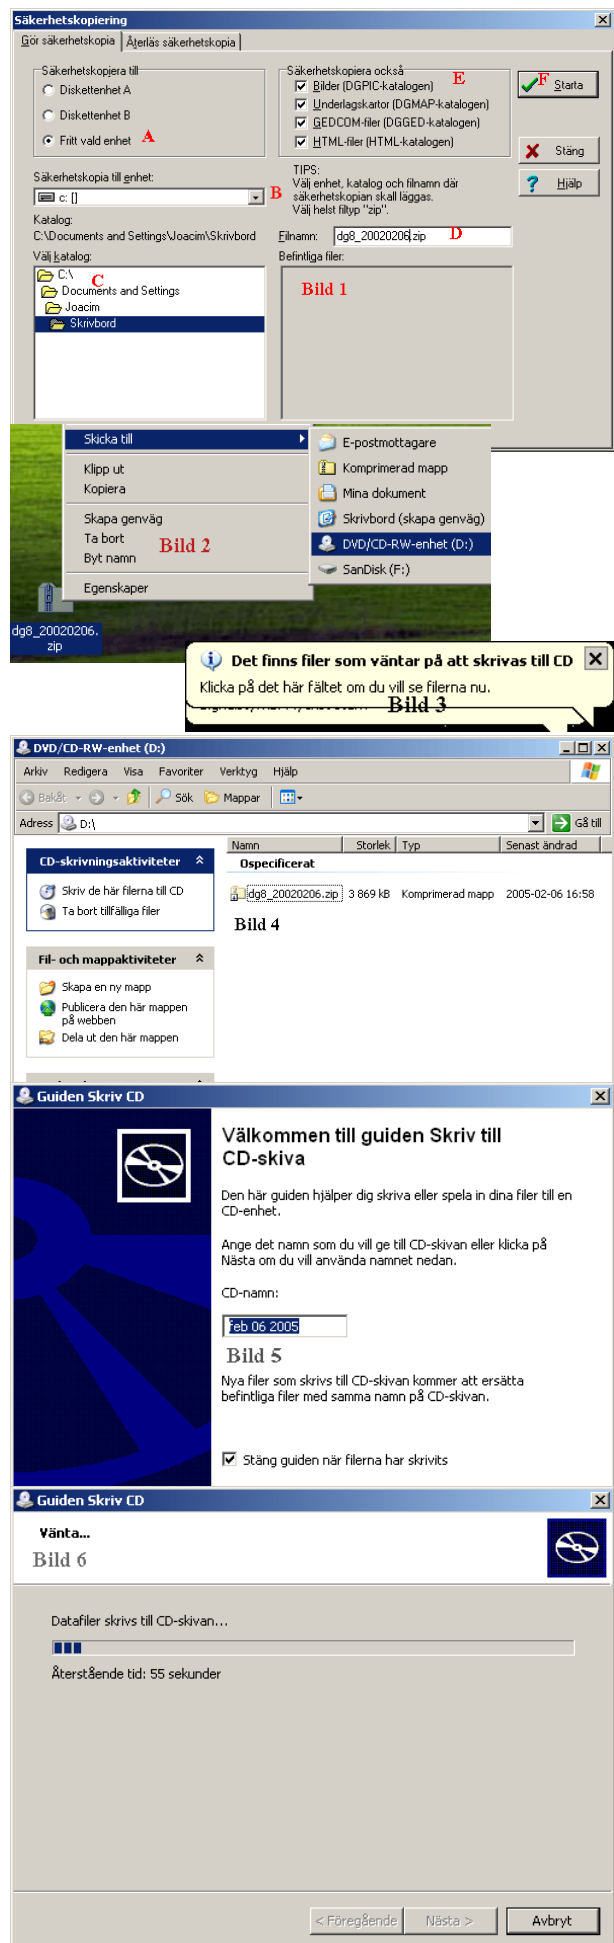 Säkerhetskopiering
Gör säkerhetskopia Återläs säkerhetskopia
Säkerhetskopiera till
Diskettenhet A
Diskettenhet B
Fritt vald enhet A
Säkerhetskopiera också
E
Bilder (DGPIC-katalogen)
Underlagskartor (DGMAP-katalogen)
GEDCOM-filer (DGGED-katalogen)
HTML-filer (HTML-katalogen)
F Starta
Stäng
Hjälp
Säkerhetskopia till enhet:
c: [] B
TIPS:
Välj enhet, katalog och filnamn där
säkerhetskopian skall läggas.
Välj helst filtyp "zip".
Katalog:
C:\Documents and Settings\Joacim\Skrivbord
Filnamn: dg8_20020206.zip D
Välj katalog:
C:\ C
Documents and Settings
Joacim
Skrivbord
Befintliga filer:
Bild 1
Skicka till
Klipp ut
Kopiera
Skapa genväg
Ta bort
Byt namn
Egenskaper
Bild 2
E-postmottagare
Komprimerad mapp
Mina dokument
Skrivbord (skapa genväg)
DVD/CD-RW-enhet (D:)
SanDisk (F:)
dg8_20020206.
zip
Det finns filer som väntar på att skrivas till CD
Klicka på det här fältet om du vill se filerna nu.
Bild 3
DVD/CD-RW-enhet (D:)
Arkiv Redigera Visa Favoriter Verktyg Hjälp
Bakåt Sök Mappar
Adress D:\ Gå till
CD-skrivningsaktiviteter
Skriv de här filerna till CD
Ta bort tillfälliga filer
Fil- och mappaktiviteter
Skapa en ny mapp
Publicera den här mappen
på webben
Dela ut den här mappen
Namn Storlek Typ Senast ändrad
Ospecificerat
dg8_20020206.zip 3 869 kB Komprimerad mapp 2005-02-06 16:58
Bild 4
Guiden Skriv CD
Välkommen till guiden Skriv till
CD-skiva
Den här guiden hjälper dig skriva eller spela in dina filer till en
CD-enhet.
Ange det namn som du vill ge till CD-skivan eller klicka på
Nästa om du vill använda namnet nedan.
CD-namn:
feb 06 2005
Bild 5
Nya filer som skrivs till CD-skivan kommer att ersätta
befintliga filer med samma namn på CD-skivan.
Stäng guiden när filerna har skrivits
Guiden Skriv CD
Vänta...
Bild 6
Datafiler skrivs till CD-skivan...
Återstående tid: 55 sekunder
< Föregående Nästa > Avbryt